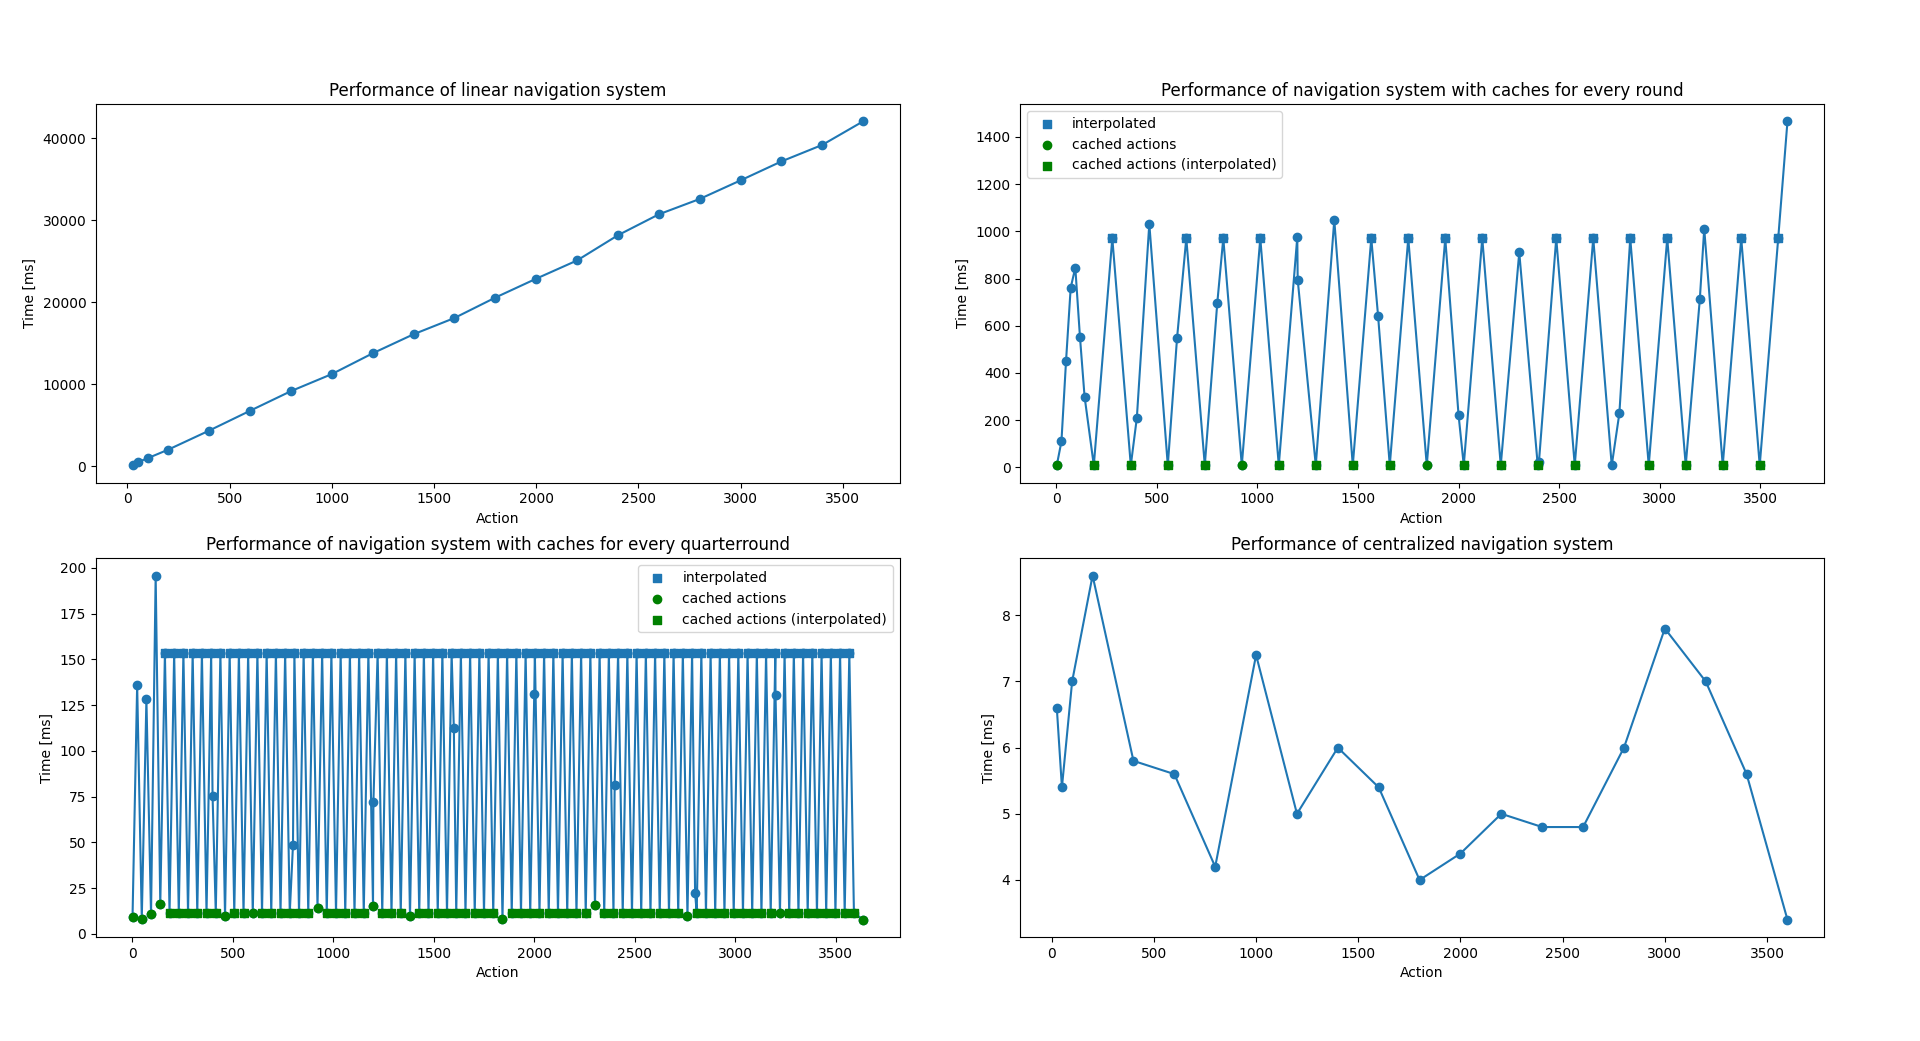 Performance of linear navigation system
40000
30000
20000
10000
0
Time [ms]
0 500 1000 1500 2000 2500 3000 3500
Action
Performance of navigation system with caches for every round
interpolated
cached actions
cached actions (interpolated)
1400
1200
1000
800
600
400
200
0
Time [ms]
0 500 1000 1500 2000 2500 3000 3500
Action
Performance of navigation system with caches for every quarterround
interpolated
cached actions
cached actions (interpolated)
200
175
150
125
100
75
50
25
0
Time [ms]
0 500 1000 1500 2000 2500 3000 3500
Action
Performance of centralized navigation system
8
7
6
5
4
Time [ms]
0 500 1000 1500 2000 2500 3000 3500
Action